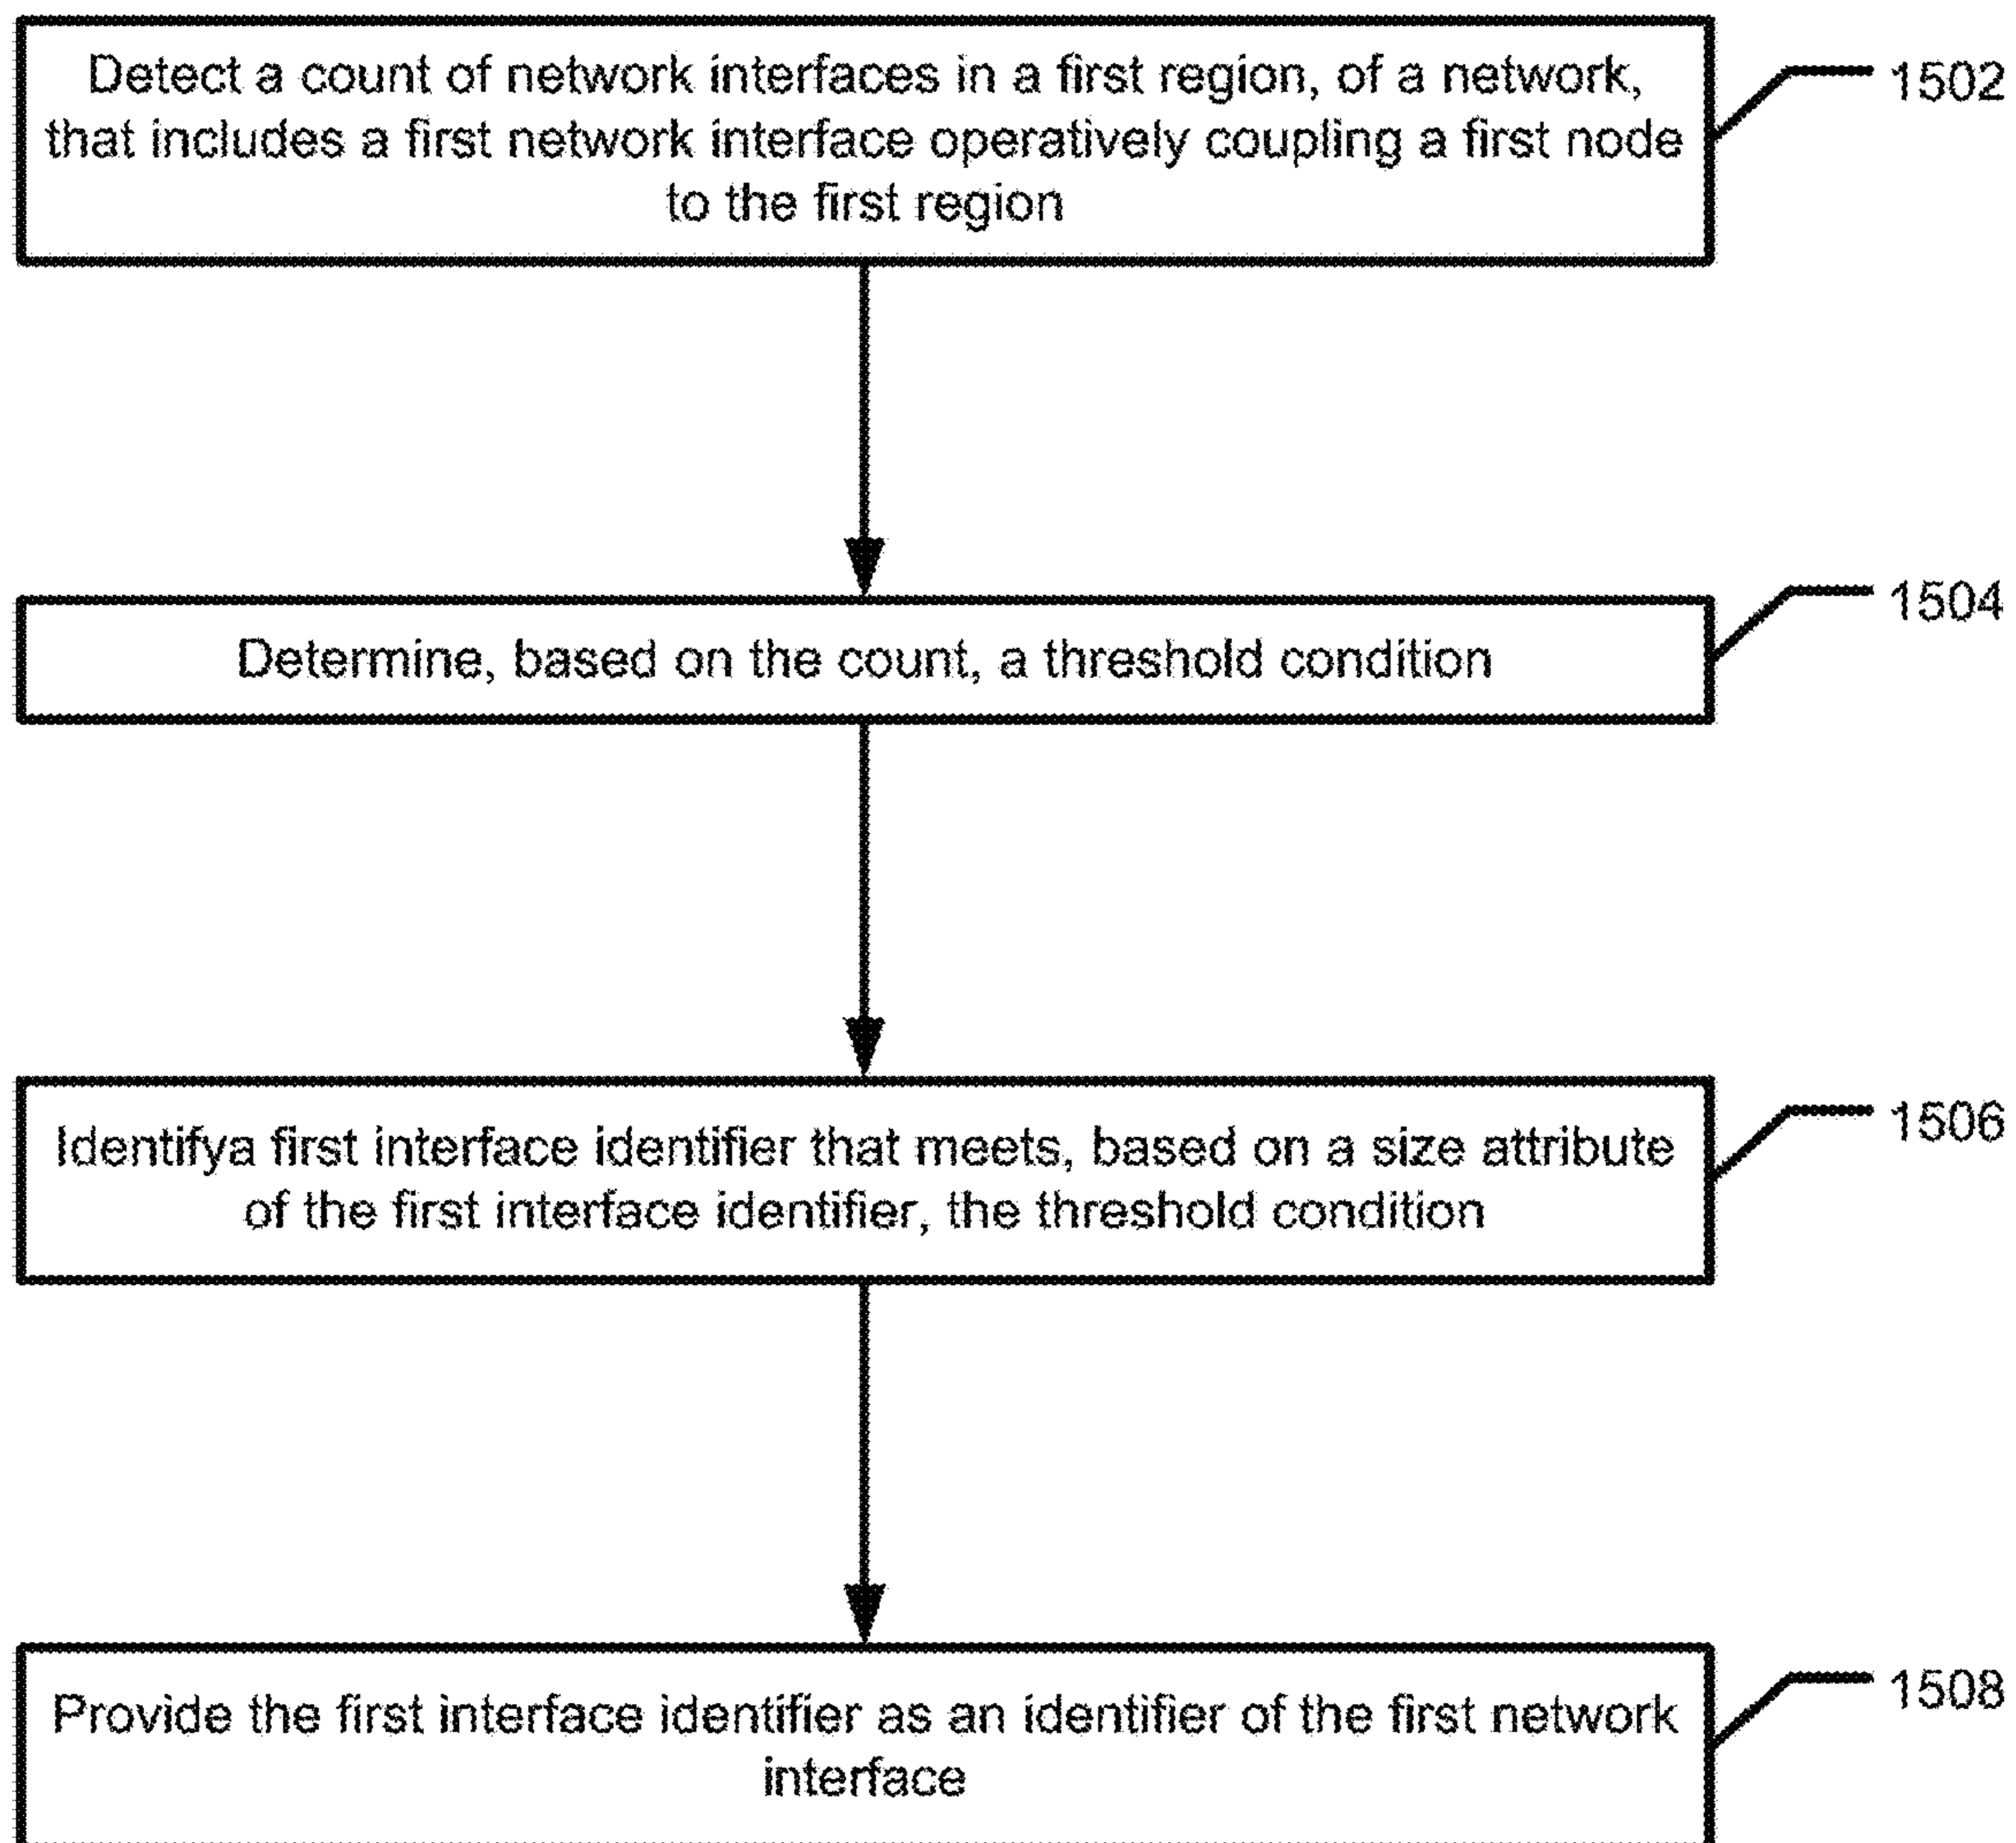 Detect a count of network interfaces in a first region, of a network,
that includes a first network interface operatively coupling a first node
to the first region
1502
Determine, based on the count, a threshold condition
1504
Identifya first interface identifier that meets, based on a size attribute
of the first interface identifier, the threshold condition
1506
Provide the first interface identifier as an identifier of the first network
interface
1508